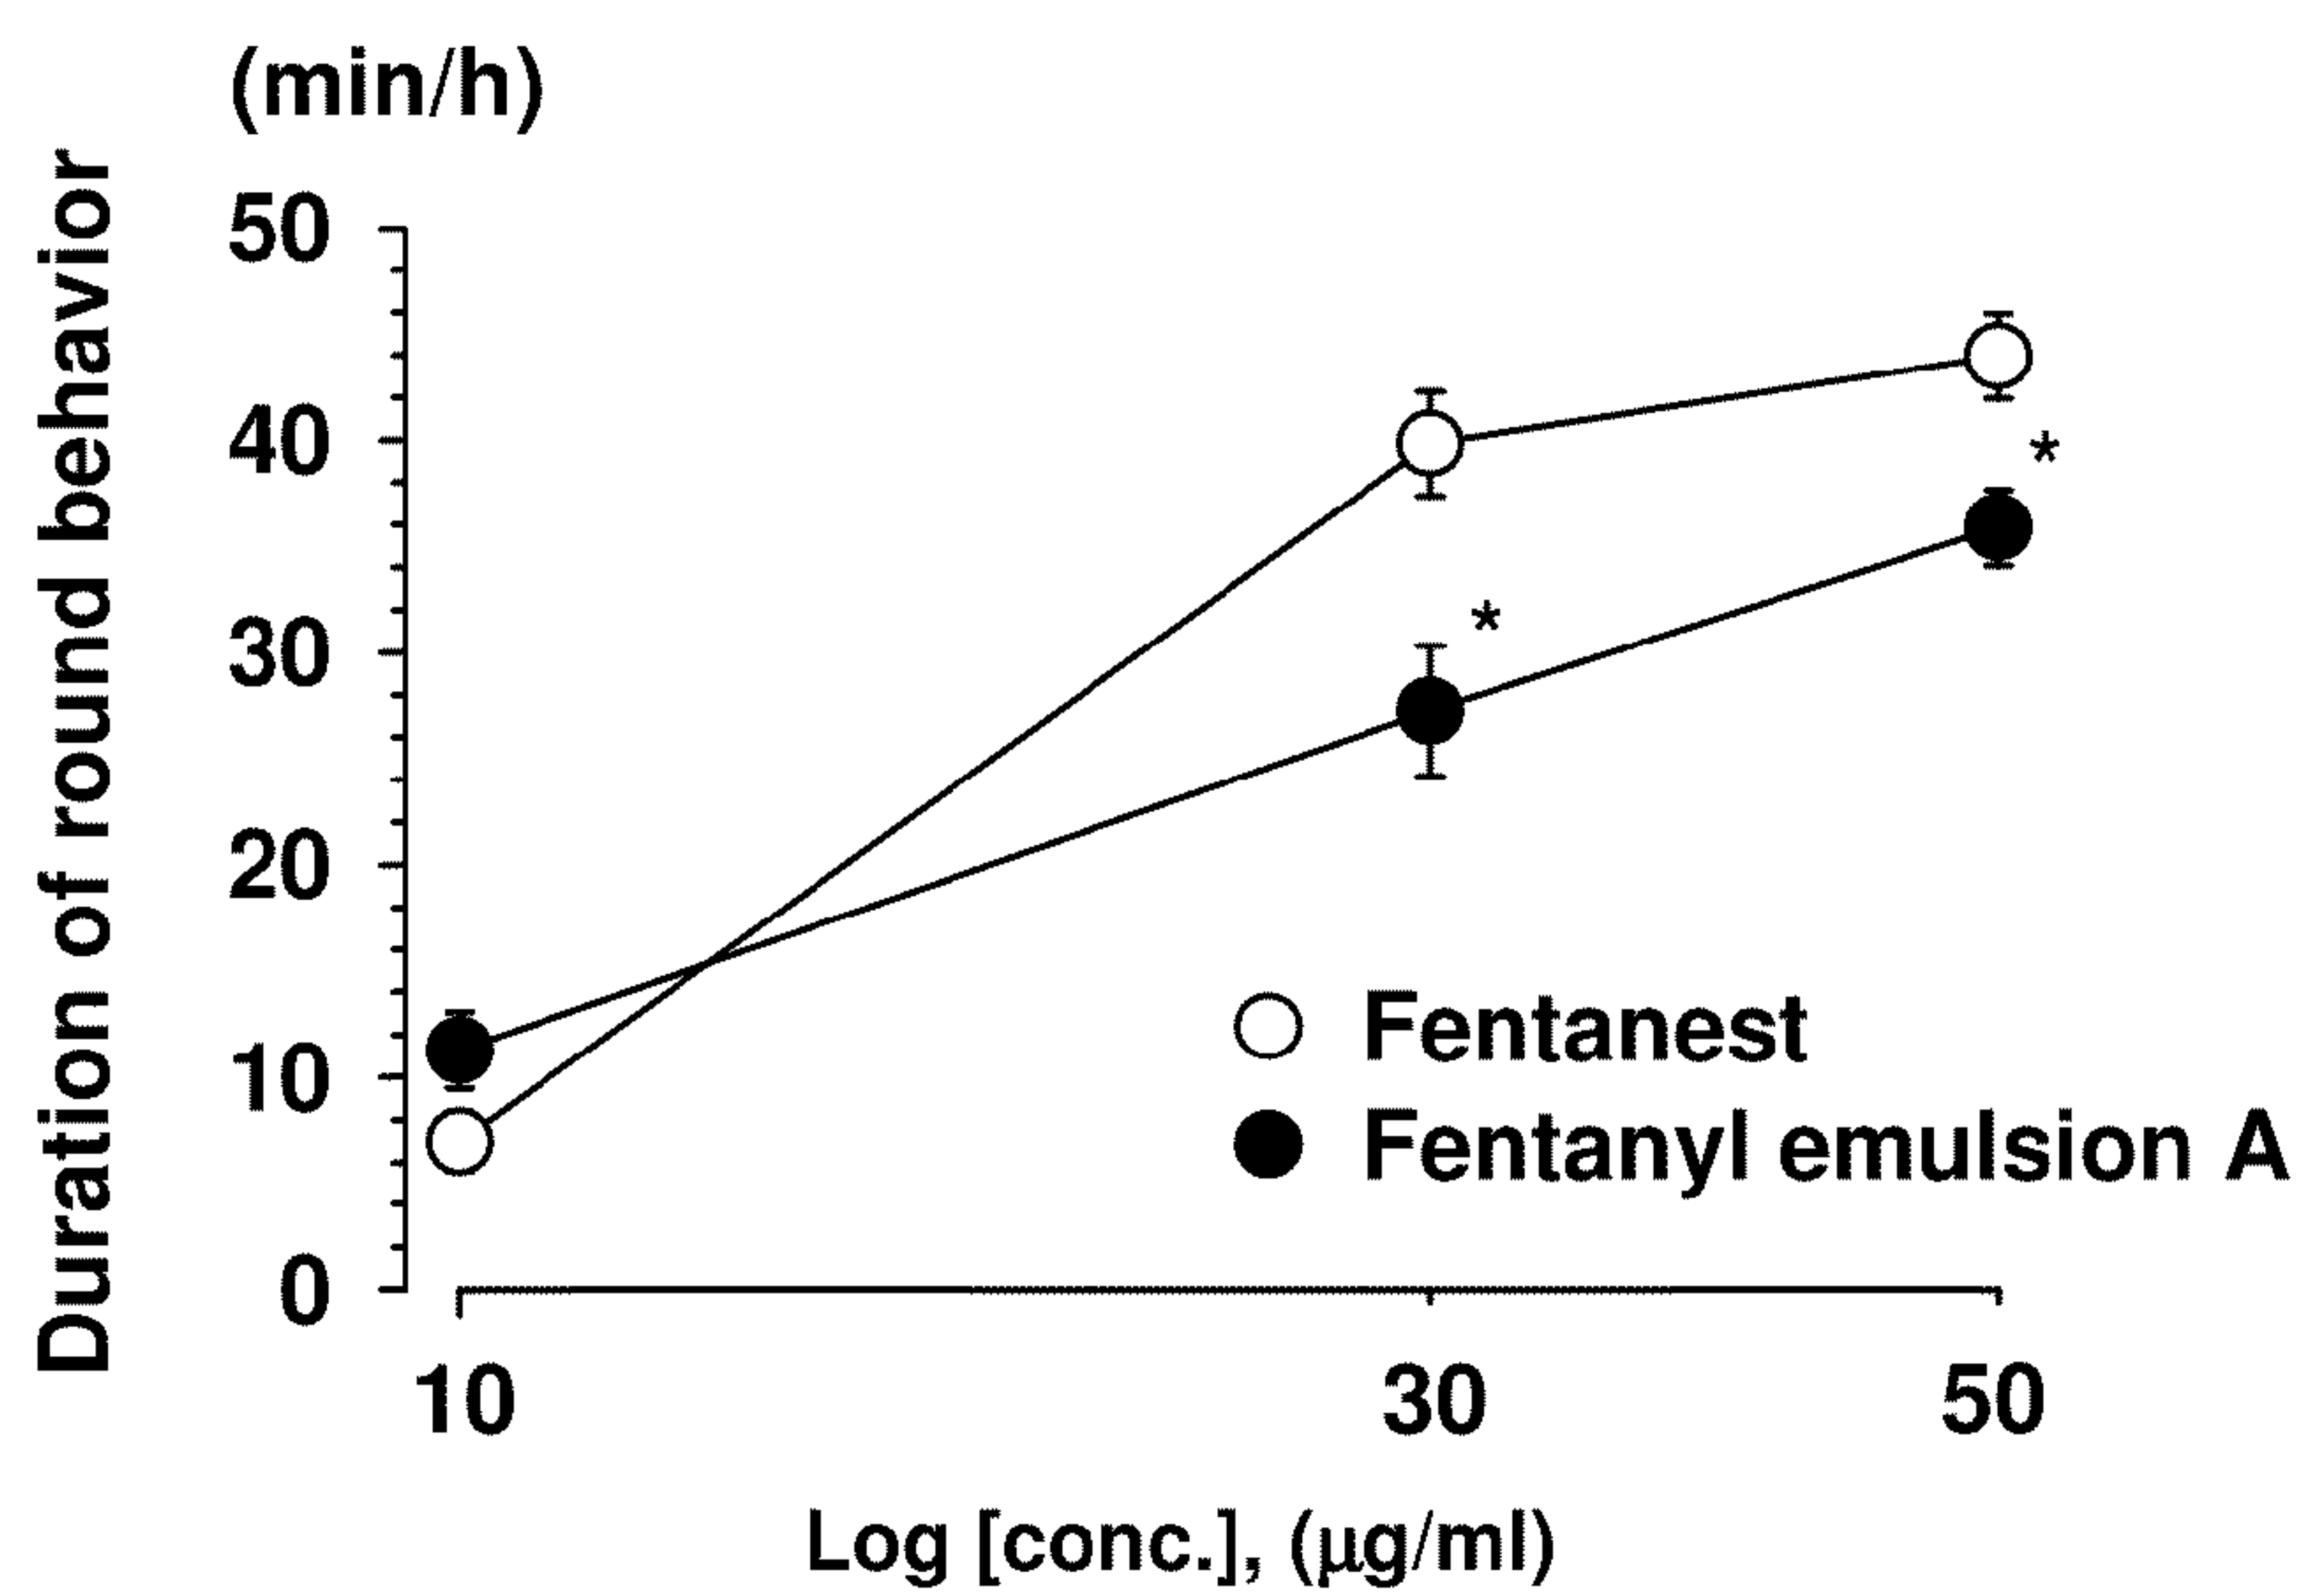 (min/h)
Duration of round behavior
50
40
30
20
10
0
*
*
Fentanest
Fentanyl emulsion A
10 30 50
Log [conc.], (µg/ml)